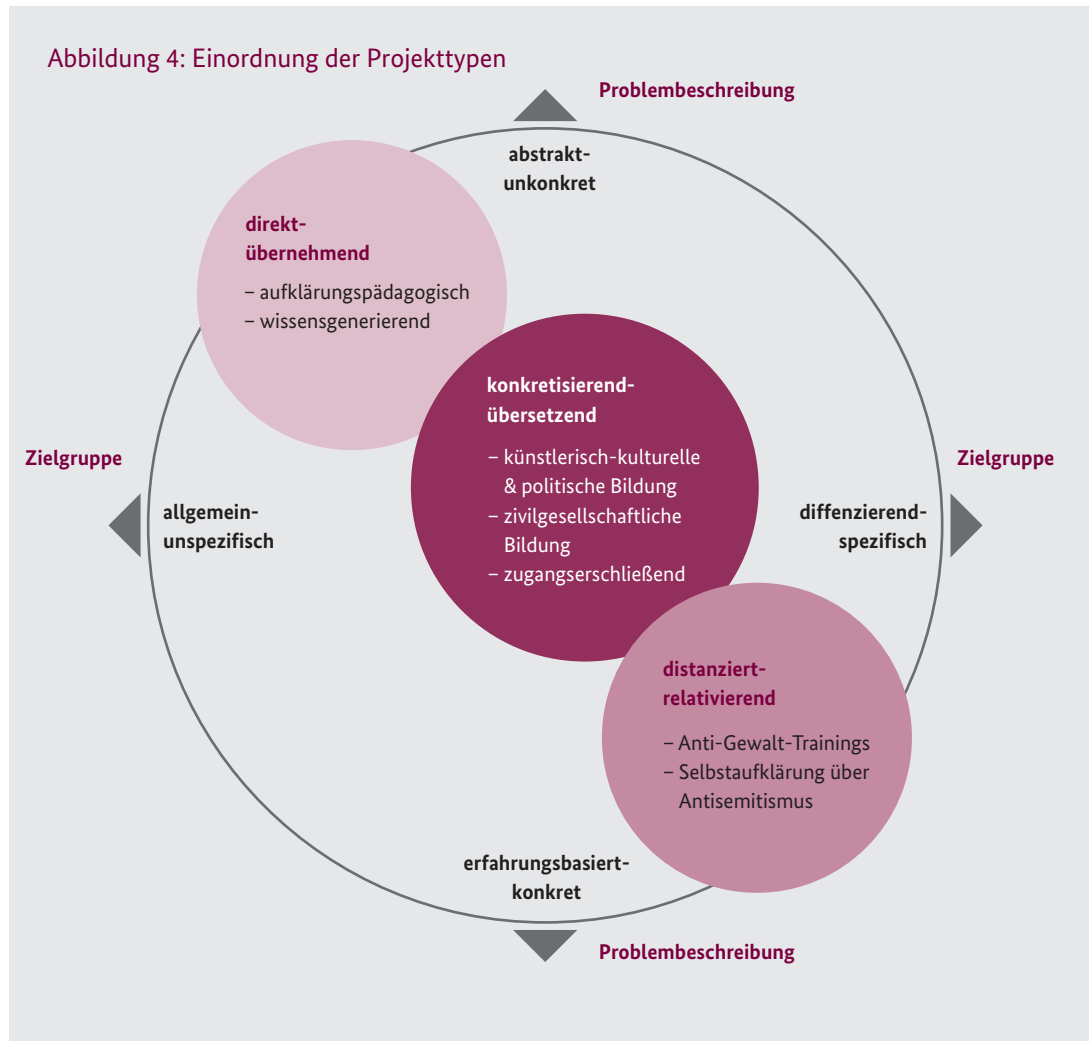 Abbildung 4: Einordnung der Projekttypen
Problembeschreibung
abstrakt-
unkonkret
direkt-
übernehmend
– aufklärungspädagogisch
– wissensgenerierend
konkretisierend-
übersetzend
– künstlerisch-kulturelle
& politische Bildung
– zivilgesellschaftliche
Bildung
– zugangserschließend
Zielgruppe
allgemein-
unspezifisch
Zielgruppe
diffenzierend-
spezifisch
distanziert-
relativierend
– Anti-Gewalt-Trainings
– Selbstaufklärung über
Antisemitismus
erfahrungsbasiert-
konkret
Problembeschreibung